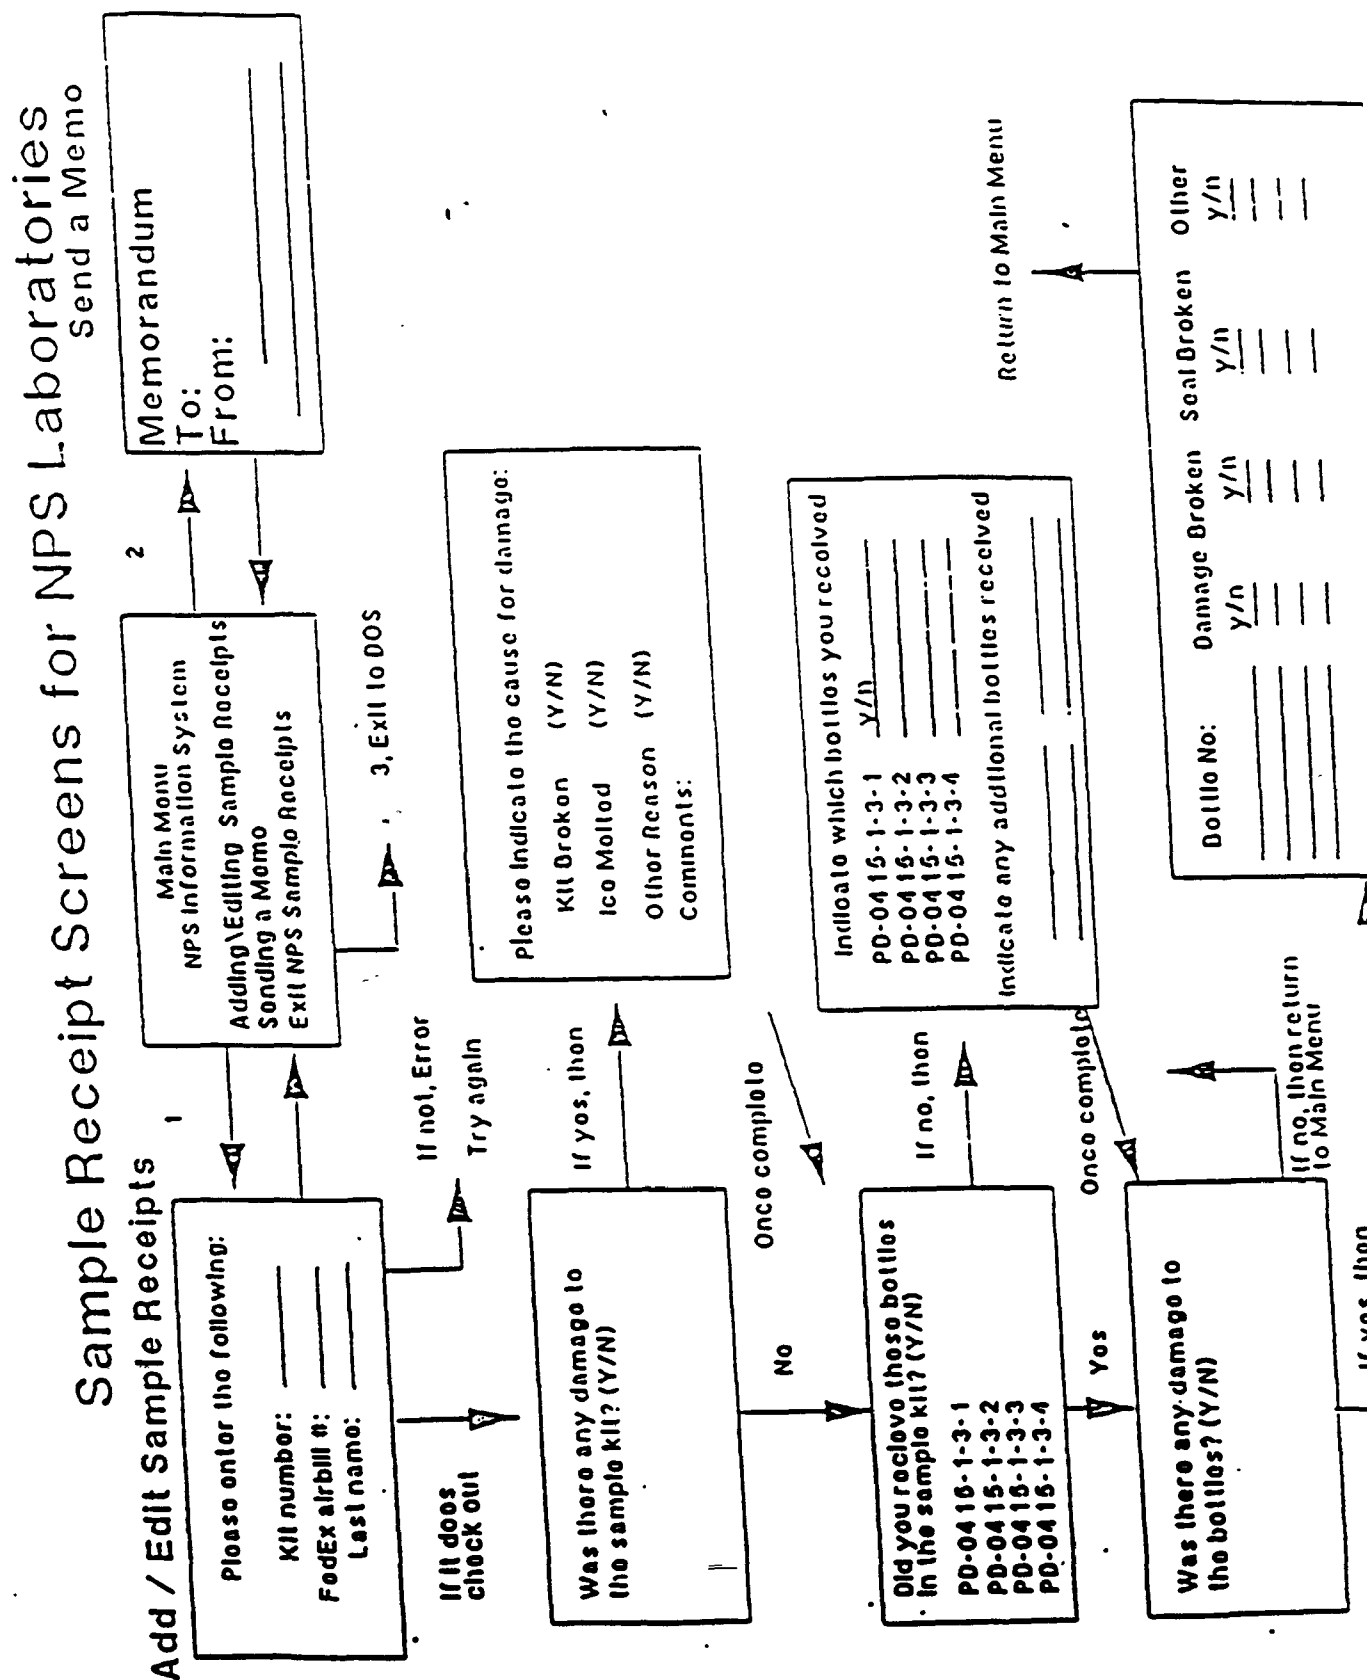 Sample Receipt Screens for NPS Laboratories
Add / Edit Sample Receipts
Send a Memo
1
2
Main Menu
NPS Information System
Adding\Editing Sample Receipts
Sending a Memo
Exit NPS Sample Receipts
Memorandum
To:
From:
3, Exit to DOS
Please enter the following:
Kit number:
FedEx airbill #:
Last name:
If not, Error
Try again
If it does
check out
Was there any damage to
the sample kit? (Y/N)
If yes, then
Please indicate the cause for damage:
Kit Broken (Y/N)
Ice Melted (Y/N)
Other Reason (Y/N)
Comments:
No
Once complete
Did you recieve these bottles
in the sample kit? (Y/N)
PD-0415-1-3-1
PD-0415-1-3-2
PD-0415-1-3-3
PD-0415-1-3-4
If no, then
Indicate which bottles you received
PD-0415-1-3-1 y/n
PD-0415-1-3-2
PD-0415-1-3-3
PD-0415-1-3-4
Indicate any additional bottles received
Yes
Once complete
Was there any damage to
the bottles? (Y/N)
If no, then return
to Main Menu
Return to Main Menu
Bottle No: Damage Broken Seal Broken Other
y/n y/n y/n y/n
If yes, then